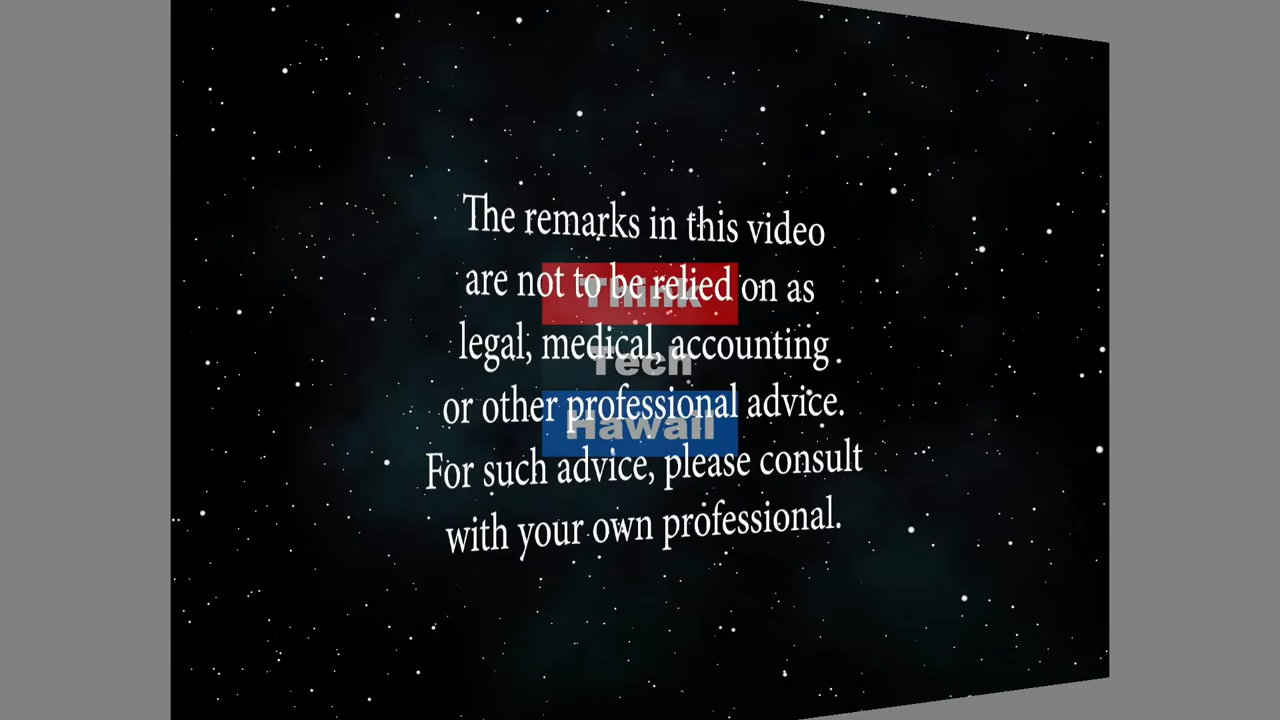 The remarks in this video
are not to be relied on as
legal, medical, accounting
or other professional advice.
For such advice, please consult
with your own professional.
Think
Tech
Hawaii